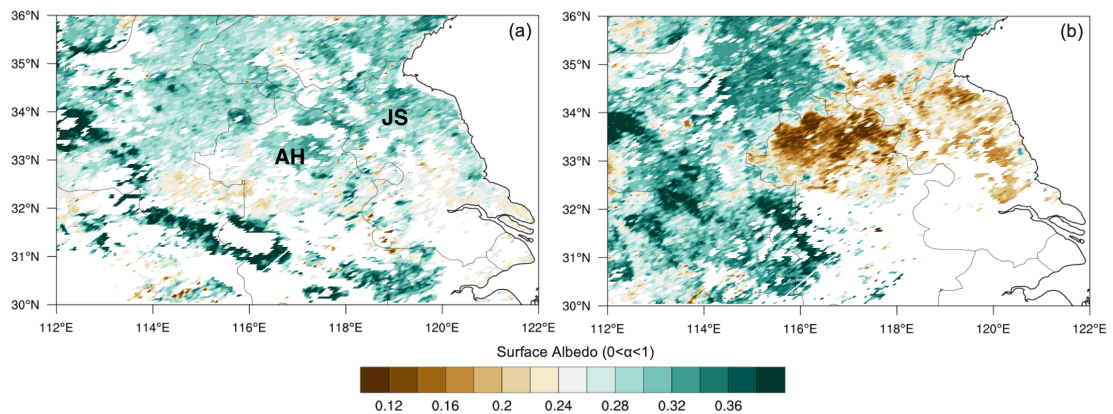 36°N
(a)
35°N
34°N
JS
33°N
AH
32°N
31°N
30°N
112°E 114°E 116°E 118°E 120°E 122°E
36°N
(b)
35°N
34°N
33°N
32°N
31°N
30°N
112°E 114°E 116°E 118°E 120°E 122°E
Surface Albedo (0<α<1)
0.12 0.16 0.2 0.24 0.28 0.32 0.36